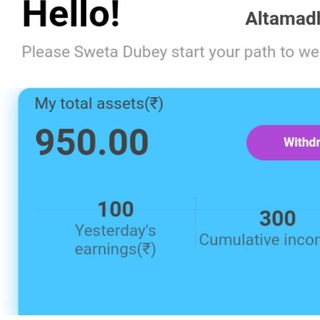 Hello!
Altamad
Please Sweta Dubey start your path to we
My total assets(₹)
950.00
Withdr
100
300
Yesterday's
earnings(₹)
Cumulative incor